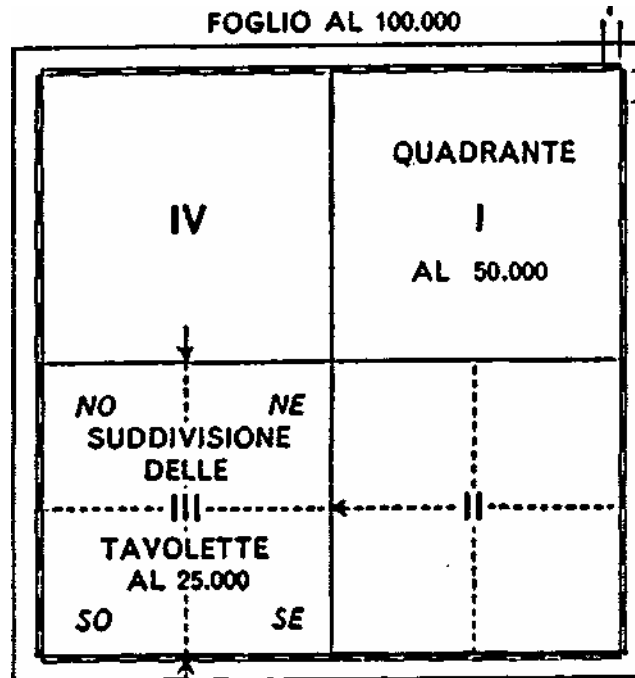 FOGLIO AL 100.000
QUADRANTE
IV
I
AL 50.000
NO
NE
SUDDIVISIONE
DELLE
III
II
TAVOLETTE
AL 25.000
SO
SE